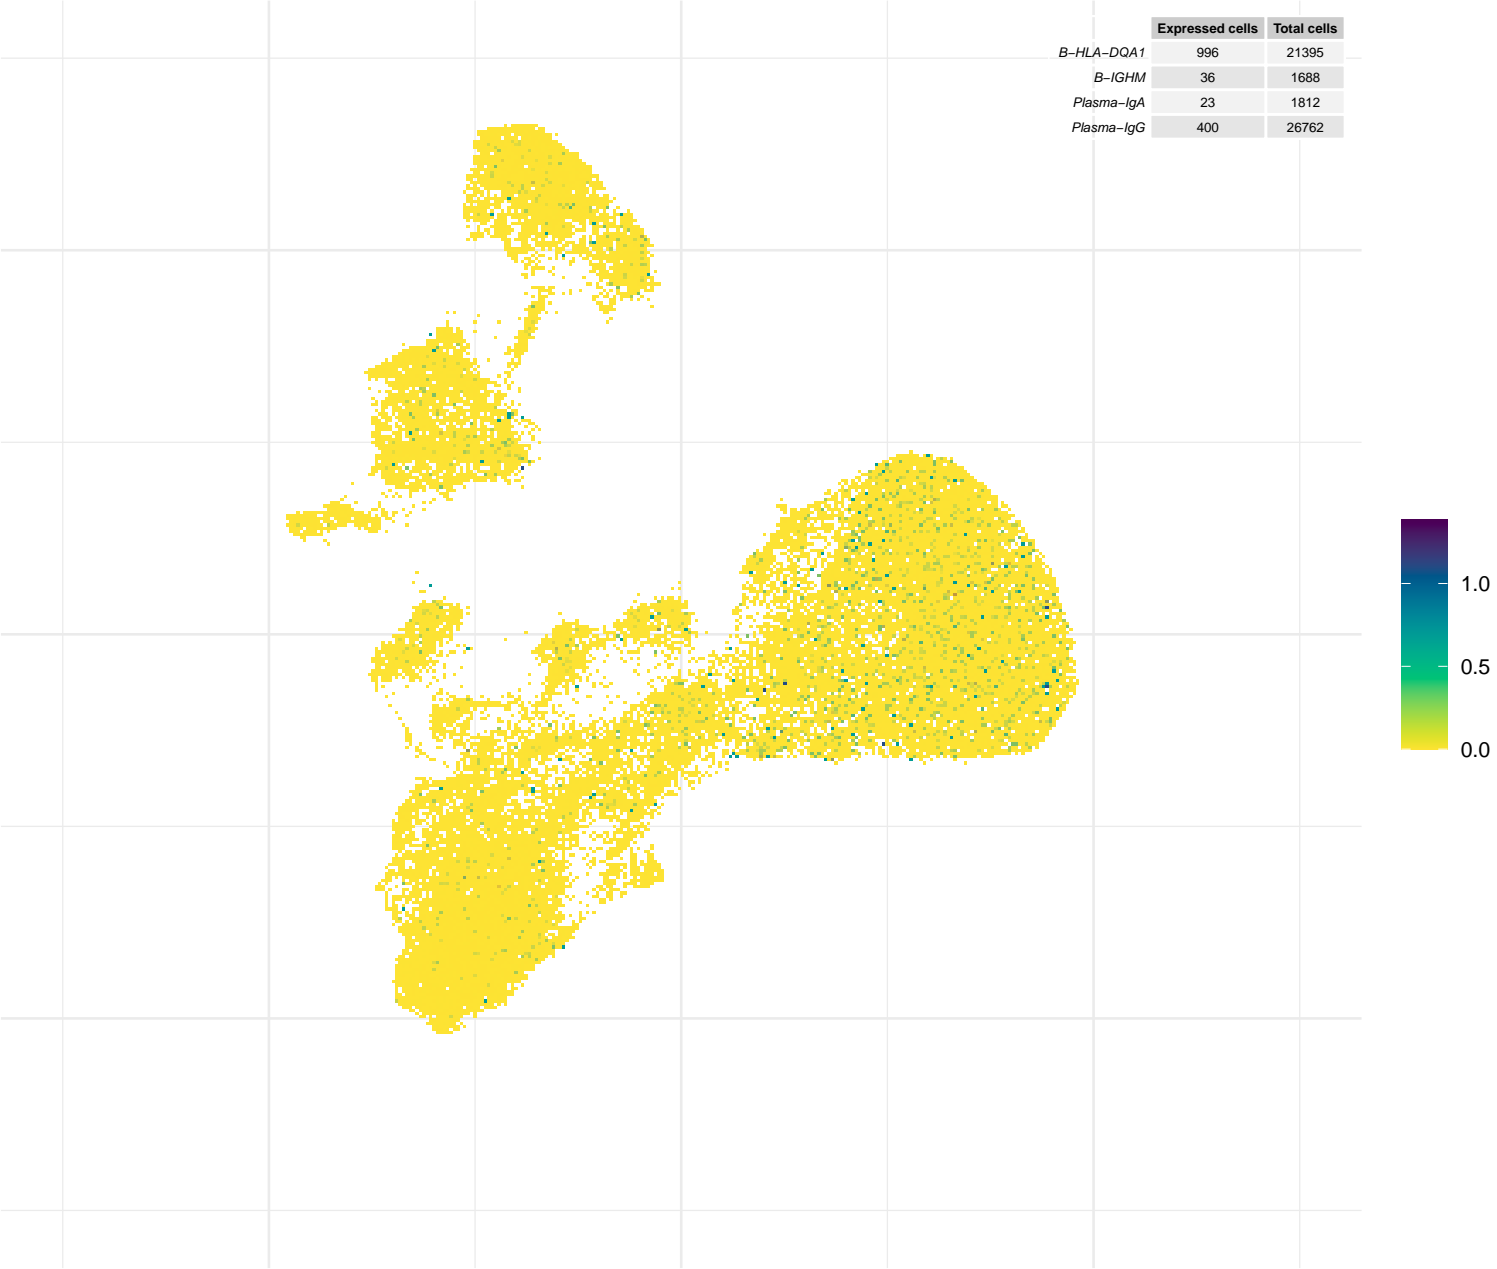 Expressed cells Total cells
B−HLA−DQA1 996 21395
B−IGHM 36 1688
Plasma−IgA 23 1812
Plasma−IgG 400 26762
1.0
0.5
0.0